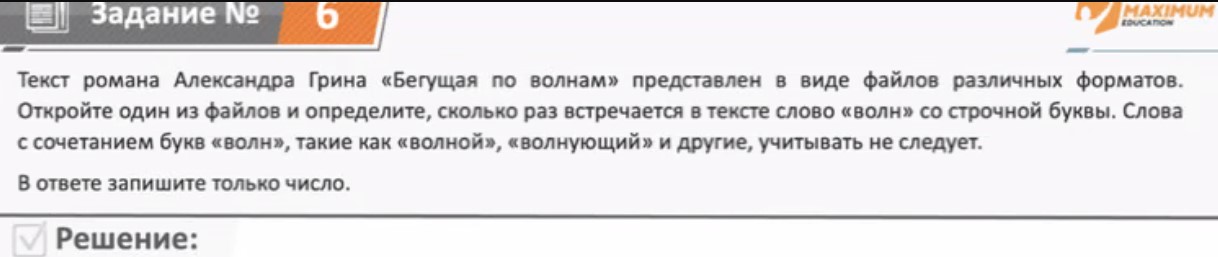 Задание № 6
MAXIMUM
EDUCATION
Текст романа Александра Грина «Бегущая по волнам» представлен в виде файлов различных форматов.
Откройте один из файлов и определите, сколько раз встречается в тексте слово «волн» со строчной буквы. Слова
с сочетанием букв «волн», такие как «волной», «волнующий» и другие, учитывать не следует.
В ответе запишите только число.
Решение: